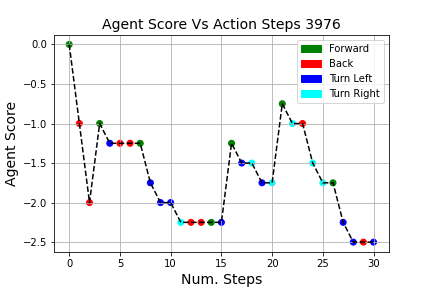 Agent Score Vs Action Steps 3976
0.0
−0.5
−1.0
−1.5
−2.0
−2.5
Agent Score
Forward
Back
Turn Left
Turn Right
0 5 10 15 20 25 30
Num. Steps